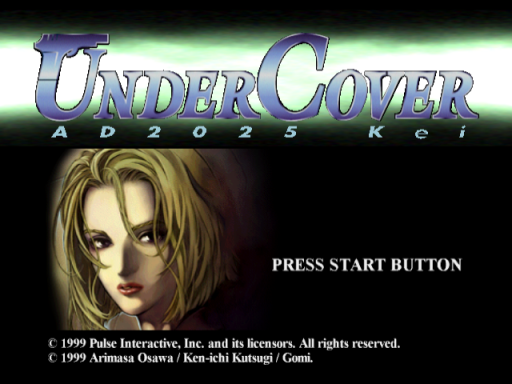 UNDERCOVER
AD2025 Kei
PRESS START BUTTON
© 1999 Pulse Interactive, Inc. and its licensors. All rights reserved.
© 1999 Arimasa Osawa / Ken-ichi Kutsugi / Gomi.